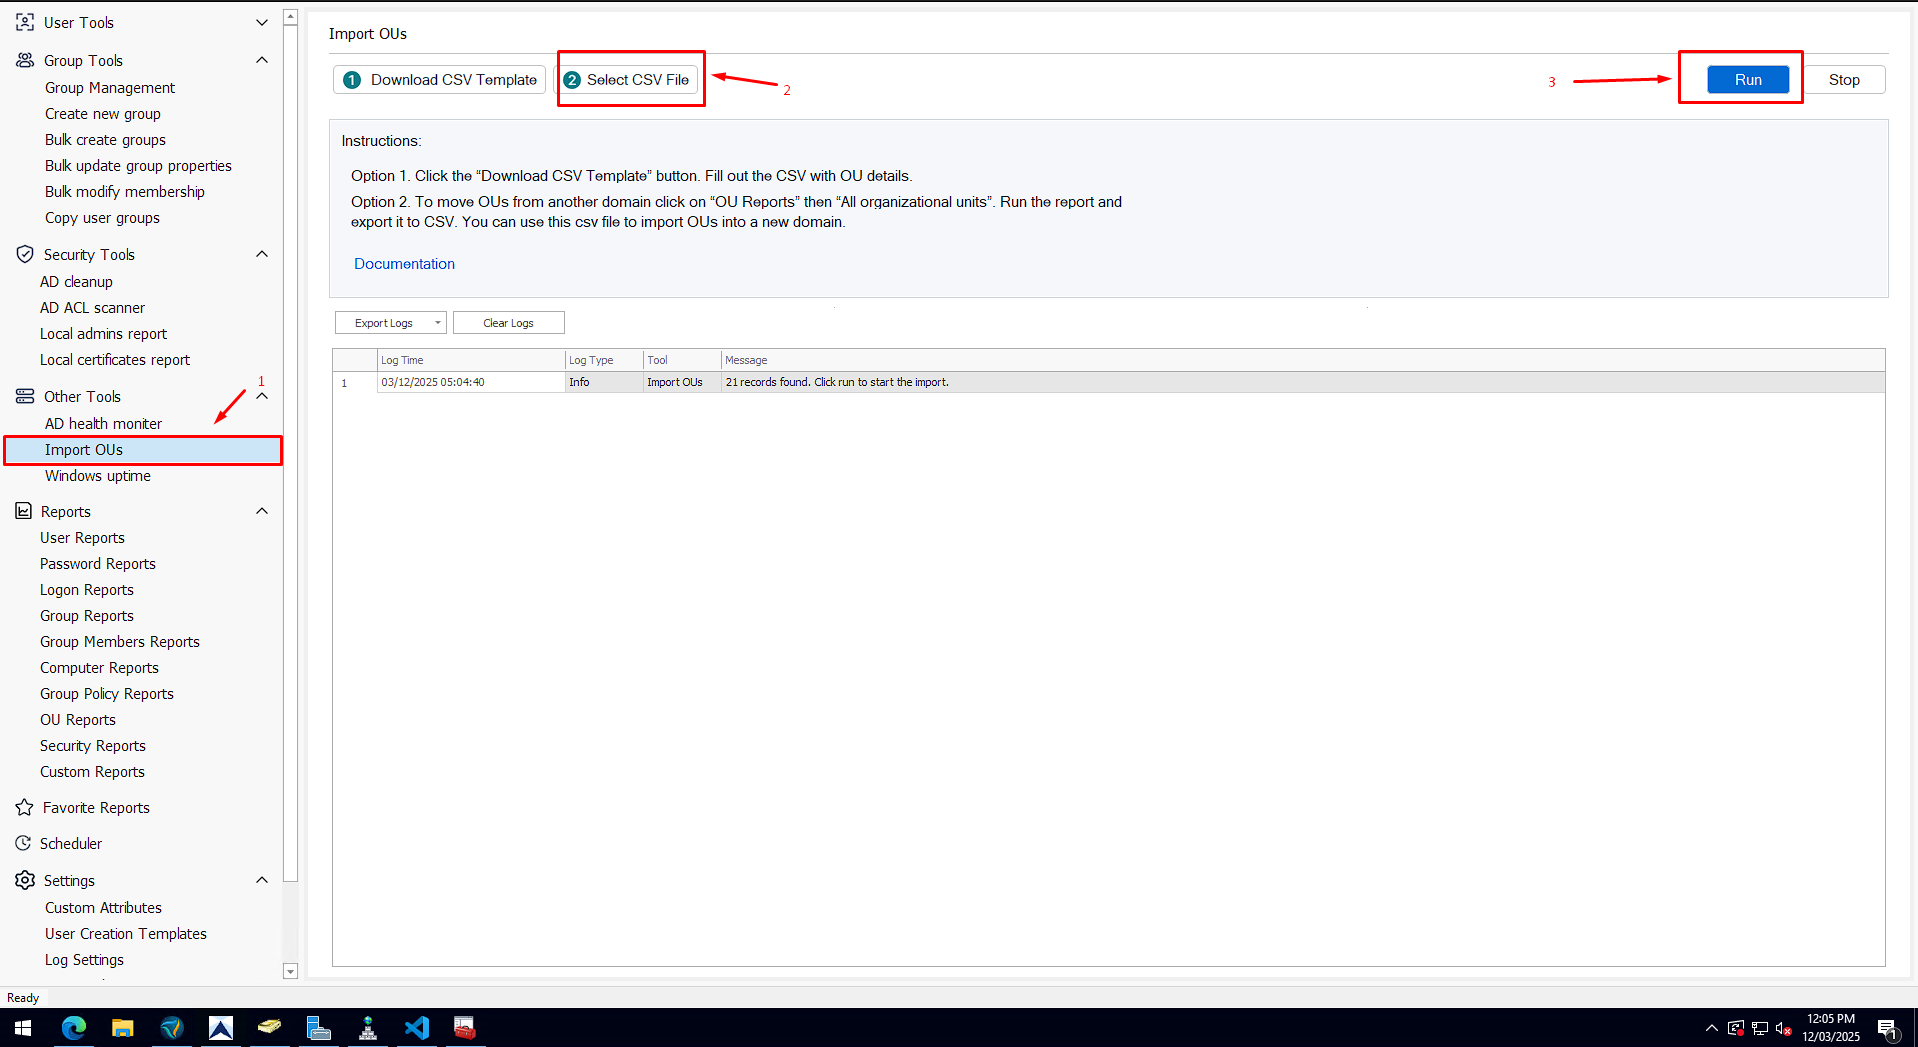 User Tools
Group Tools
Group Management
Create new group
Bulk create groups
Bulk update group properties
Bulk modify membership
Copy user groups
Security Tools
AD cleanup
AD ACL scanner
Local admins report
Local certificates report
1
Other Tools
AD health moniter
Import OUs
Windows uptime
Reports
User Reports
Password Reports
Logon Reports
Group Reports
Group Members Reports
Computer Reports
Group Policy Reports
OU Reports
Security Reports
Custom Reports
Favorite Reports
Scheduler
Settings
Custom Attributes
User Creation Templates
Log Settings
Import OUs
1 Download CSV Template 2 Select CSV File 2 3 Run Stop
Instructions:
Option 1. Click the “Download CSV Template” button. Fill out the CSV with OU details.
Option 2. To move OUs from another domain click on “OU Reports” then “All organizational units”. Run the report and
export it to CSV. You can use this csv file to import OUs into a new domain.
Documentation
Export Logs Clear Logs
Log Time Log Type Tool Message
1 03/12/2025 05:04:40 Info Import OUs 21 records found. Click run to start the import.
Ready
12:05 PM
12/03/2025
1